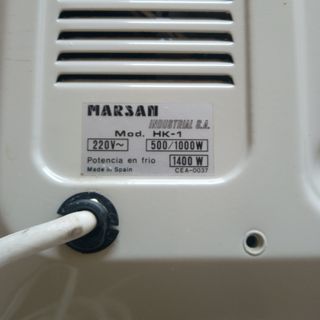 MARSAN
INDUSTRIAL S.A.
Mod. HK-1
220V~ 500/1000W
Potencia en frio 1400 W
Made in Spain CEA-0037